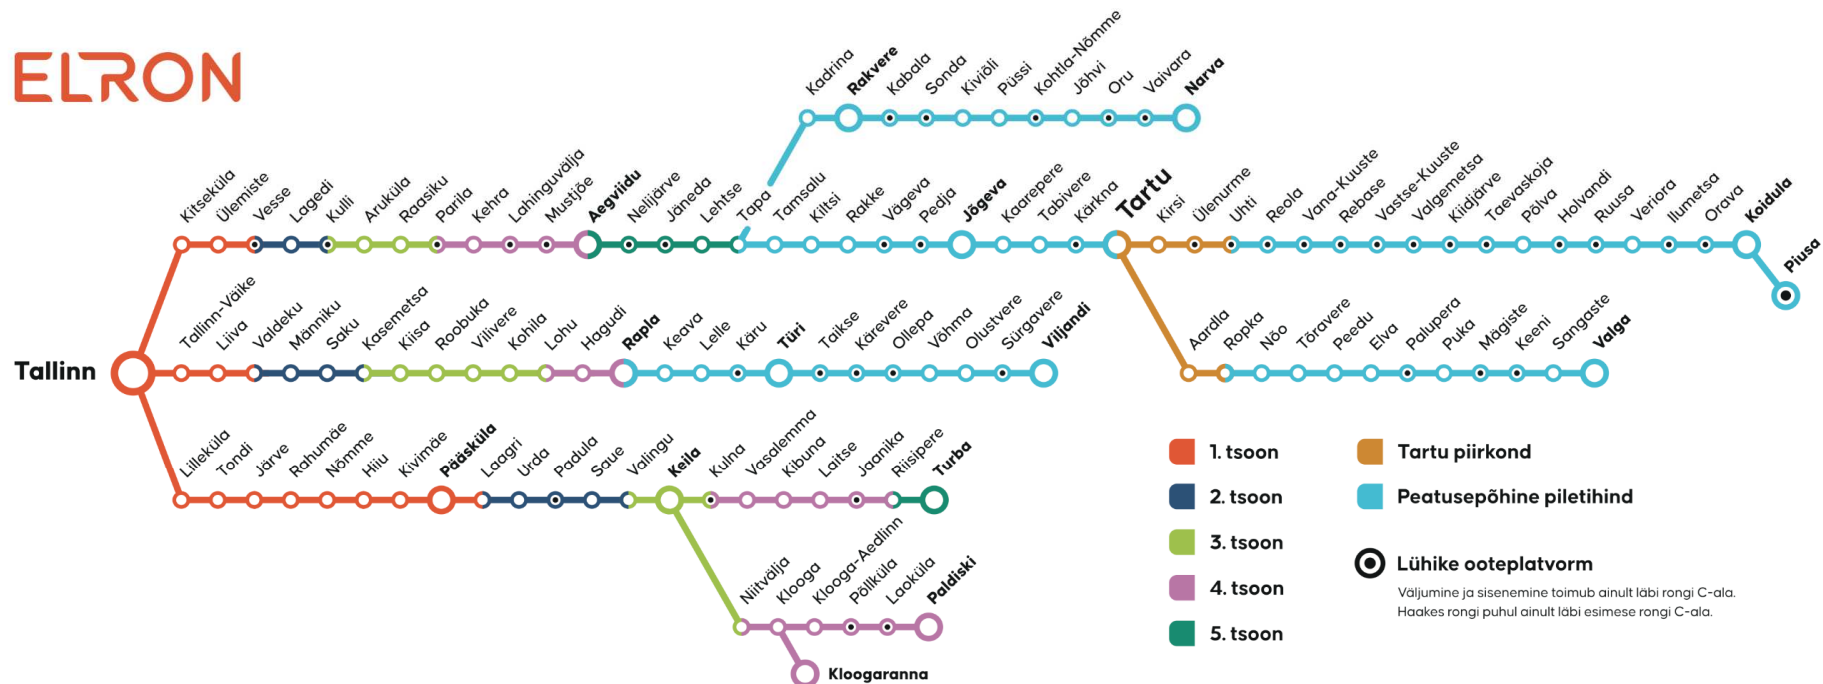 ELRON
Kadrina
Rakvere
Kabala
Sonda
Kiviõli
Püssi
Kohtla-Nõmme
Jõhvi
Oru
Vaivara
Narva
Kitseküla
Ülemiste
Vesse
Lagedi
Kulli
Aruküla
Raasiku
Parila
Kehra
Lahinguvälja
Mustjõe
Aegviidu
Nelijärve
Jäneda
Lehtse
Tapa
Tamsalu
Kiltsi
Rakke
Vägeva
Pedja
Jõgeva
Kaarepere
Tabivere
Kärkna
Tartu
Kirsi
Ülenurme
Uhti
Reola
Vana-Kuuste
Rebase
Vastse-Kuuste
Valgemetsa
Kiidjärve
Taevaskoja
Põlva
Holvandi
Ruusa
Veriora
Ilumetsa
Orava
Koidula
Piusa
Tallinn
Tallinn-Väike
Liiva
Valdeku
Männiku
Saku
Kasemetsa
Kiisa
Roobuka
Vilivere
Kohila
Lohu
Hagudi
Rapla
Keava
Lelle
Käru
Türi
Taikse
Kärevere
Ollepa
Võhma
Olustvere
Sürgavere
Viljandi
Aardla
Ropka
Nõo
Tõravere
Peedu
Elva
Palupera
Puka
Mägiste
Keeni
Sangaste
Valga
Lilleküla
Tondi
Järve
Rahumäe
Nõmme
Hiiu
Kivimäe
Pääsküla
Laagri
Urda
Padula
Saue
Valingu
Keila
Kulna
Vasalemma
Kibuna
Laitse
Jaanika
Riisipere
Turba
Niitvälja
Klooga
Klooga-Aedlinn
Põllküla
Laoküla
Paldiski
Kloogaranna
1. tsoon
2. tsoon
3. tsoon
4. tsoon
5. tsoon
Tartu piirkond
Peatusepõhine piletihind
Lühike ooteplatvorm
Väljumine ja sisenemine toimub ainult läbi rongi C-ala.
Haakes rongi puhul ainult läbi esimese rongi C-ala.